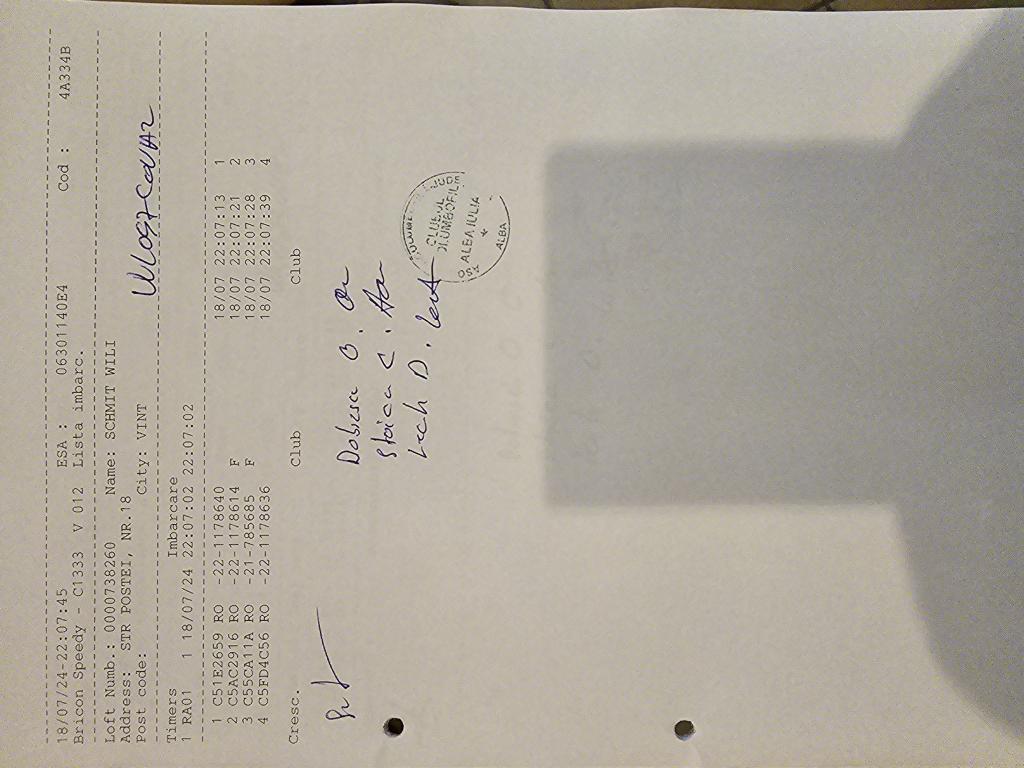 18/07/24-22:07:45 ESA : 06301140E4 Cod : 4A334B
Bricon Speedy - C1333 V 012 Lista imbarc.
Loft Numb.: 0000738260 Name: SCHMIT WILI
Address: STR POSTEI, NR.18
Post code: City: VINT
Timers Imbarcare
1 RA01 1 18/07/24 22:07:02 22:07:02
1 C51E2659 RO -22-1178640 18/07 22:07:13 1
2 C5AC2916 RO -22-1178614 F 18/07 22:07:21 2
3 C55CA11A RO -21-785685 F 18/07 22:07:28 3
4 C5FD4C56 RO -22-1178636 18/07 22:07:39 4
Cresc. Club Club
Stoica C.
Lech D.
CLUBUL
ALBA IULIA
ALBA